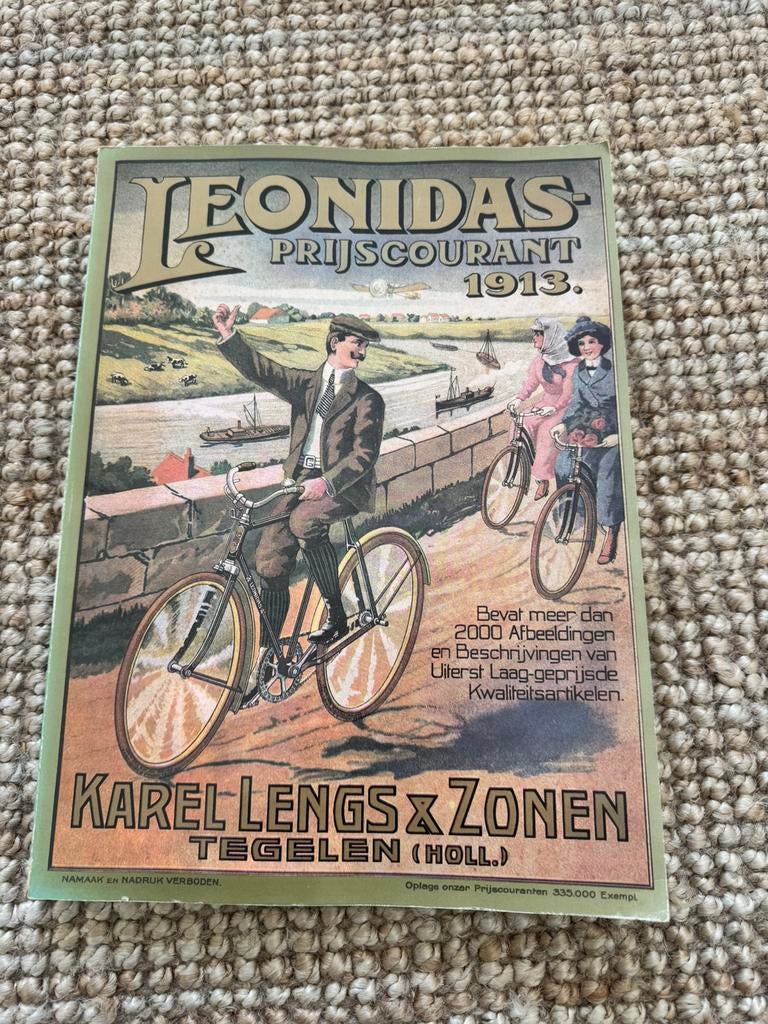 LEONIDAS-
PRIJSCOURANT
1913.
Bevat meer dan
2000 Afbeeldingen
en Beschrijvingen van
Uiterst Laag-geprijsde
Kwaliteitsartikelen.
KAREL LENGS & ZONEN
TEGELEN (HOLL.)
NAMAAK EN NADRUK VERBODEN.
Oplage onzer Prijscouranten 335.000 Exempl.